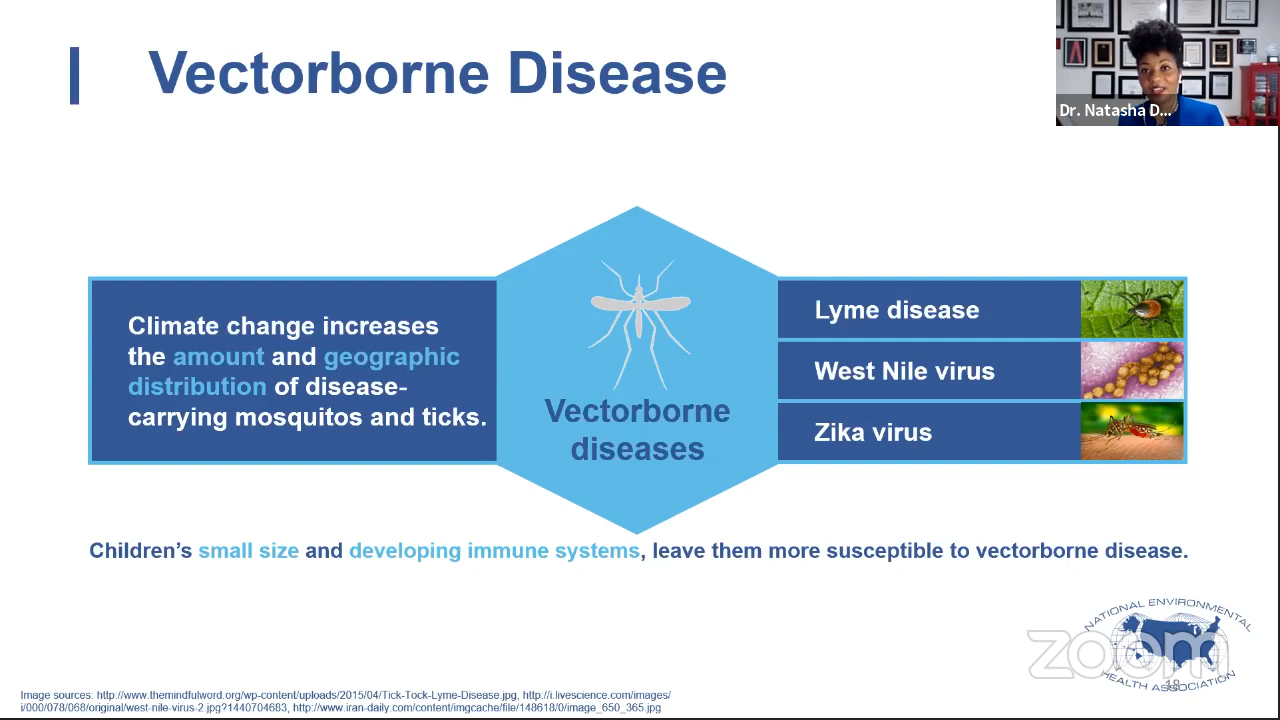 Vectorborne Disease
Dr. Natasha D...
Climate change increases
the amount and geographic
distribution of disease-
carrying mosquitos and ticks.
Vectorborne
diseases
Lyme disease
West Nile virus
Zika virus
Children's small size and developing immune systems, leave them more susceptible to vectorborne disease.
NATIONAL ENVIRONMENTAL
HEALTH ASSOCIATION
zoom
18
Image sources: http://www.themindfulword.org/wp-content/uploads/2015/04/Tick-Tock-Lyme-Disease.jpg, http://i.livescience.com/images/
i/000/078/068/original/west-nile-virus-2.jpg?1440704683, http://www.iran-daily.com/content/imgcache/file/148618/0/image_650_365.jpg